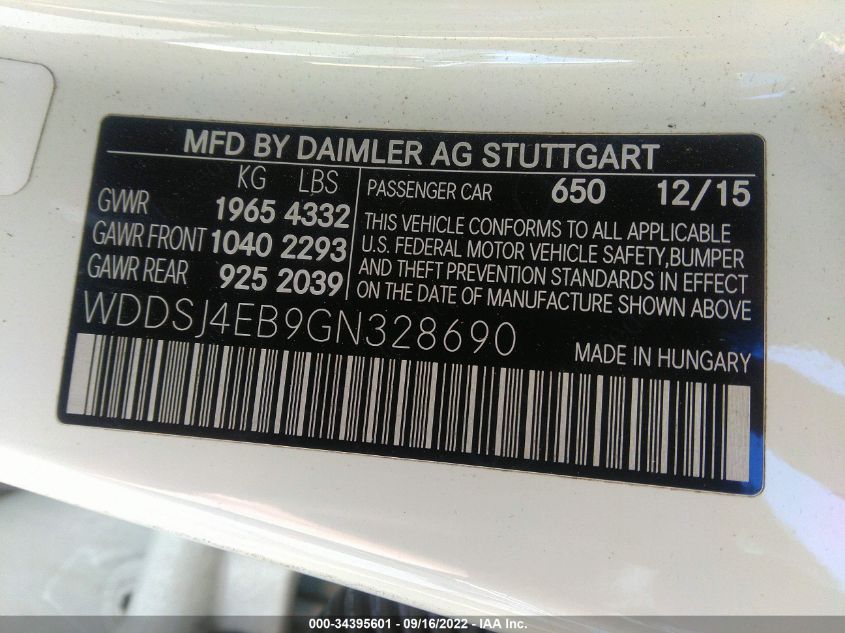 MFD BY DAIMLER AG STUTTGART
KG LBS
GVWR 1965 4332
GAWR FRONT 1040 2293
GAWR REAR 925 2039
PASSENGER CAR 650 12/15
THIS VEHICLE CONFORMS TO ALL APPLICABLE
U.S. FEDERAL MOTOR VEHICLE SAFETY,BUMPER
AND THEFT PREVENTION STANDARDS IN EFFECT
ON THE DATE OF MANUFACTURE SHOWN ABOVE
WDDSJ4EB9GN328690
MADE IN HUNGARY
000-34395601 - 09/16/2022 - IAA Inc.